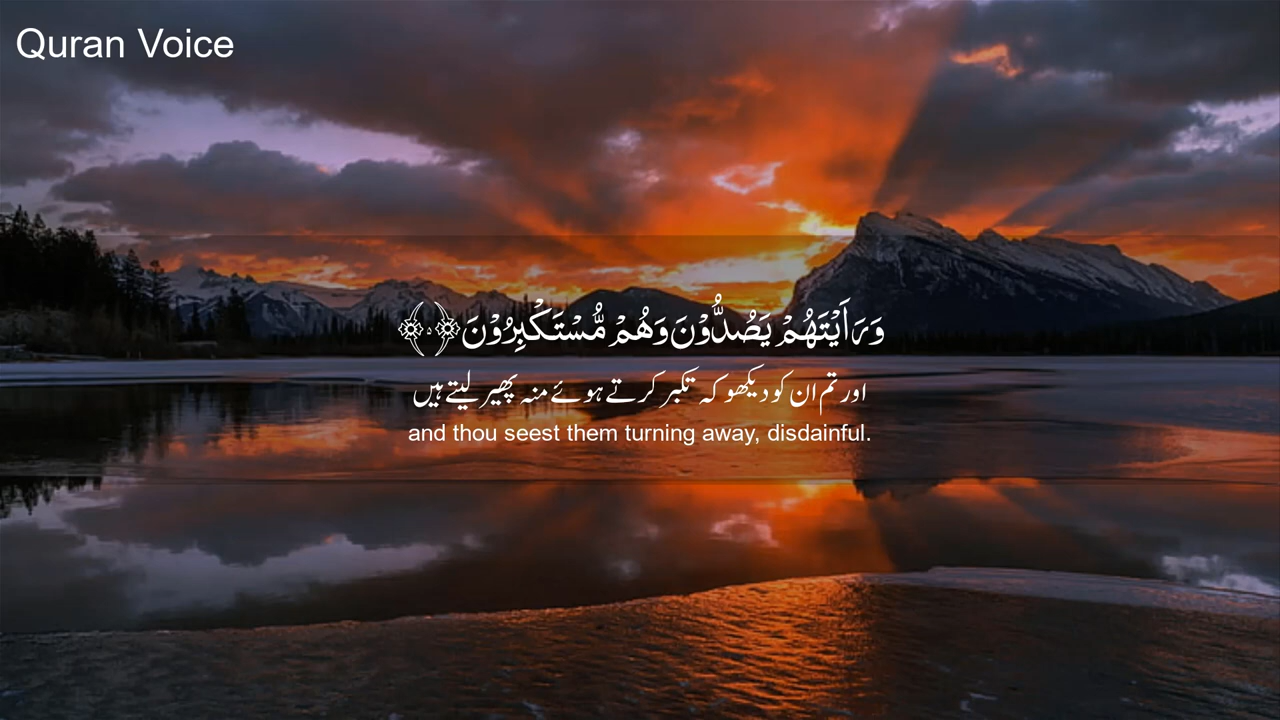 Quran Voice
وَرَاَيْتَهُمْ يَصُدُّوْنَ وَهُمْ مُّسْتَكْبِرُوْنَ ﴿۰﴾
اور تم ان کو دیکھو کہ تکبر کرتے ہوئے منہ پھیر لیتے ہیں
and thou seest them turning away, disdainful.